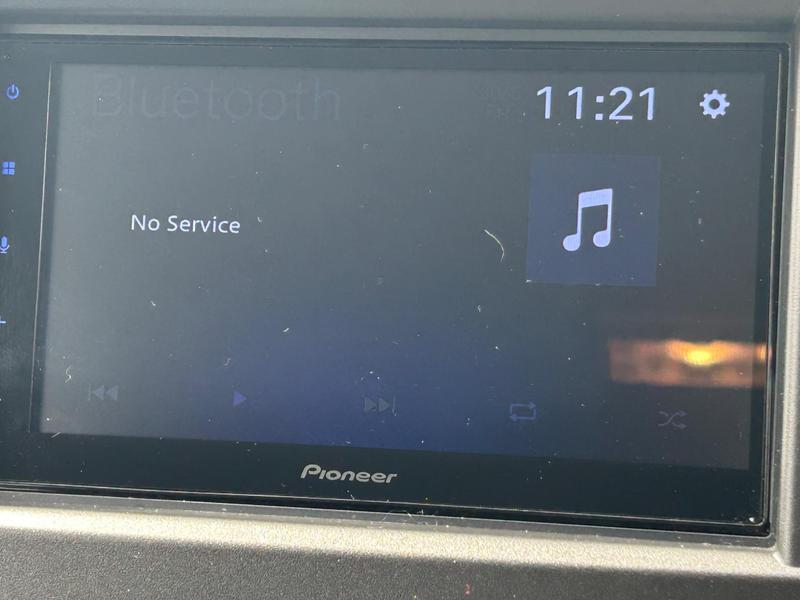 Bluetooth
11:21
No Service
Pioneer